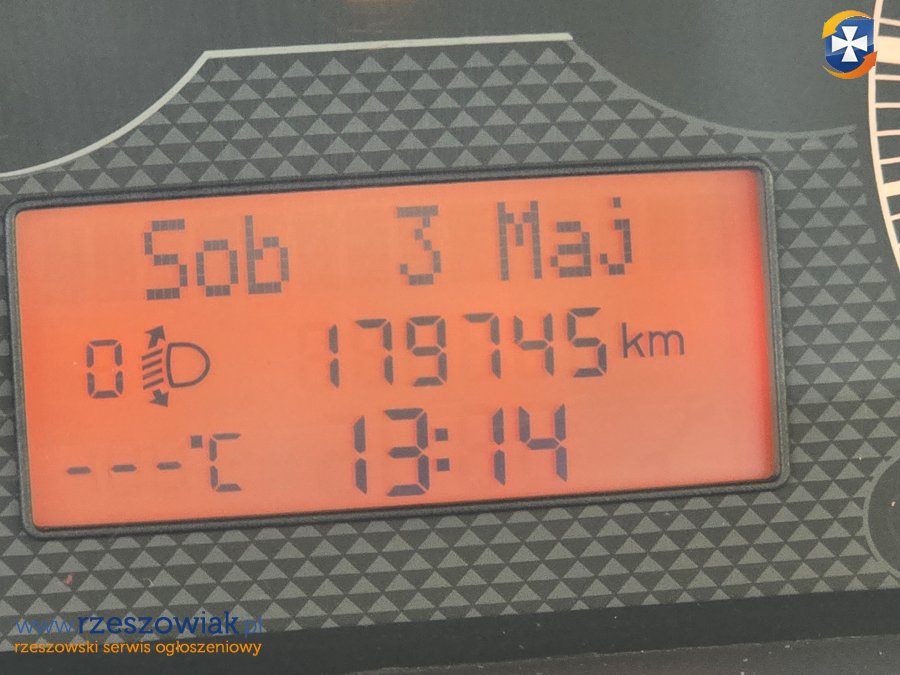 Sob 3 Maj
0 179745 km
---°C 13:14
www.rzeszowiak.pl
rzeszowski serwis ogłoszeniowy